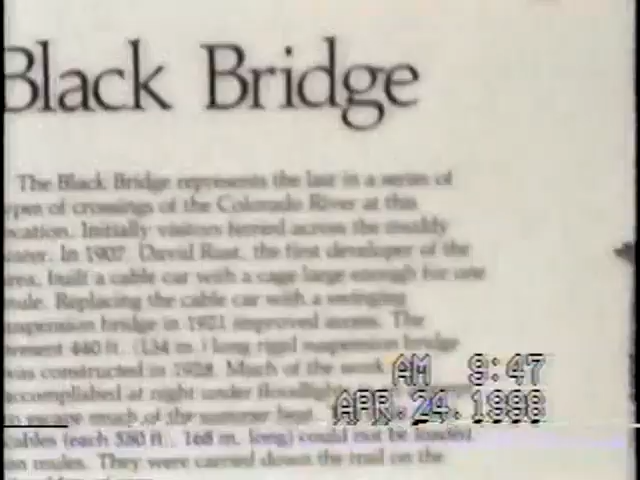 Black Bridge
The Black Bridge represents the last in a series of
types of crossings of the Colorado River at this
location. Initially visitors ferried across the muddy
water. In 1907 David Rust, the first developer of the
area, built a cable car with a cage large enough for one
mule. Replacing the cable car with a swinging
suspension bridge in 1921 improved access. The
440 ft. (134 m.) long rigid suspension bridge
was constructed in 1928. Much of the work
accomplished at night under
to escape much of the summer heat.
cables (each 550 ft., 168 m. long) could not be loaded
on mules. They were carried down the trail on the
AM 9:47
APR. 24. 1998